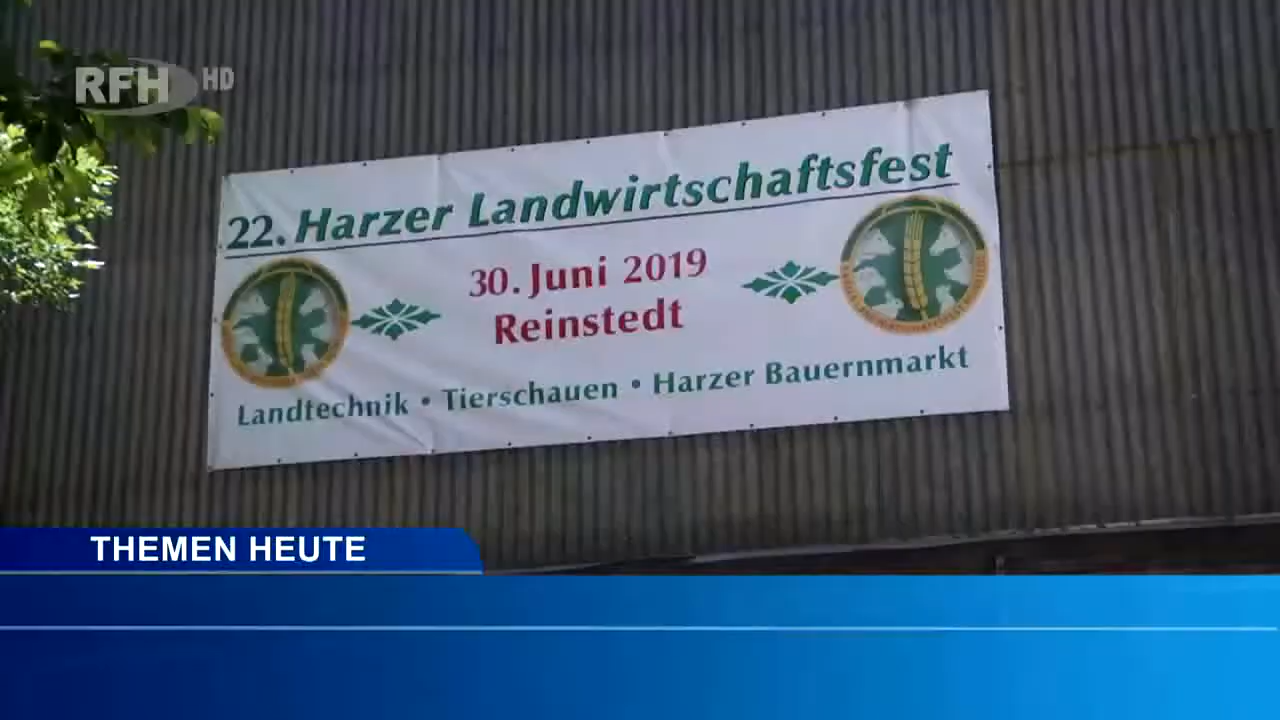 RFH HD
22. Harzer Landwirtschaftsfest
30. Juni 2019
Reinstedt
Landtechnik • Tierschauen • Harzer Bauernmarkt
THEMEN HEUTE